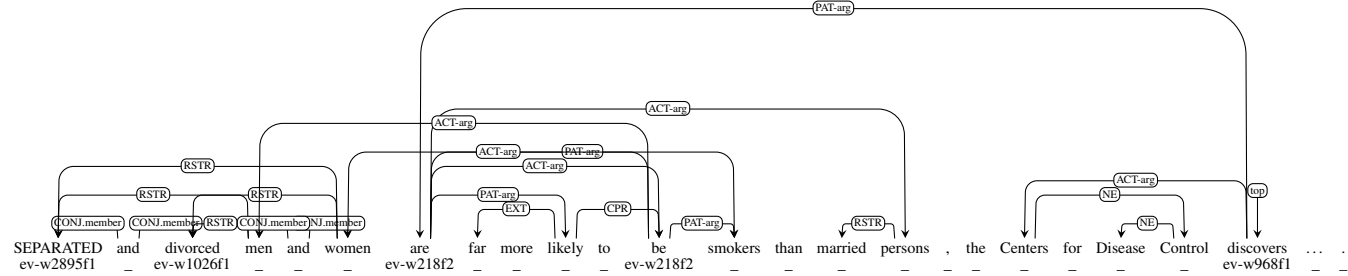 PAT-arg
ACT-arg
ACT-arg
ACT-arg PAT-arg
RSTR ACT-arg
ACT-arg top
RSTR RSTR PAT-arg NE
EXT CPR
CONJ.member CONJ.member RSTR CONJ.member NJ.member PAT-arg RSTR NE
SEPARATED and divorced men and women are far more likely to be smokers than married persons , the Centers for Disease Control discovers … .
ev-w2895f1 _ ev-w1026f1 _ _ _ ev-w218f2 _ _ _ _ ev-w218f2 _ _ _ _ _ _ _ _ _ _ ev-w968f1 _ _